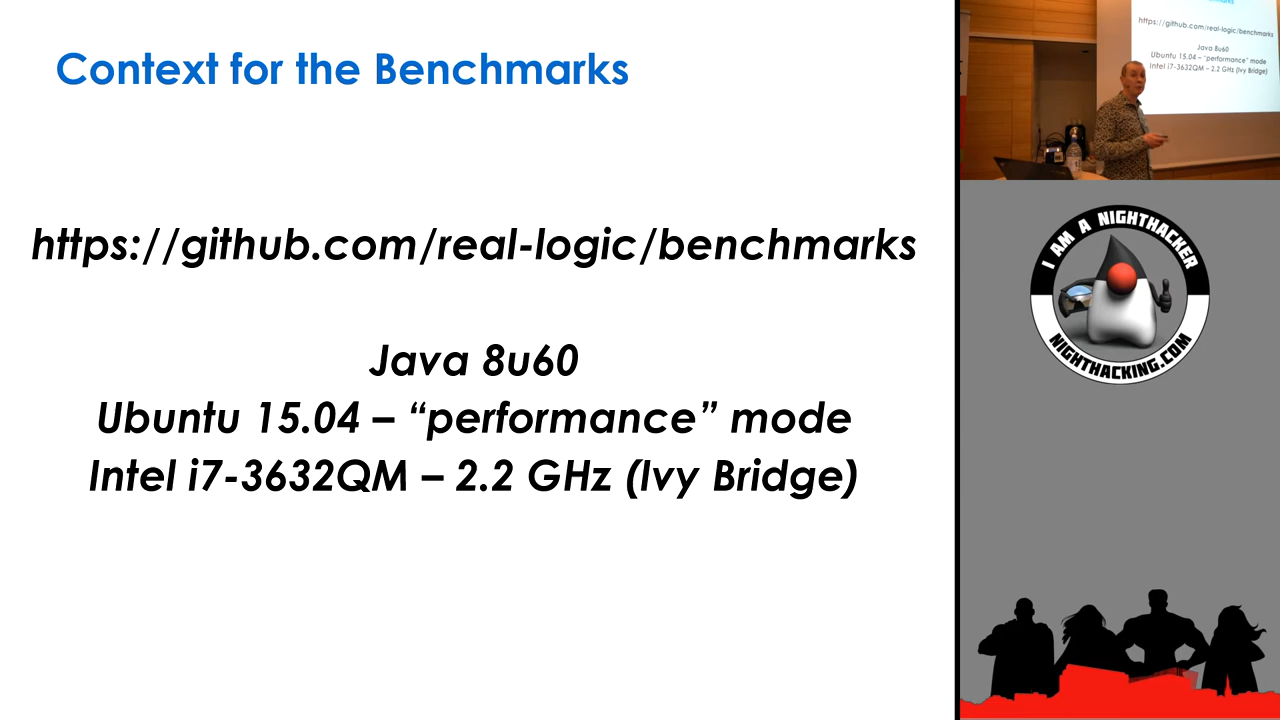 Context for the Benchmarks
https://github.com/real-logic/benchmarks
Java 8u60
Ubuntu 15.04 – “performance” mode
Intel i7-3632QM – 2.2 GHz (Ivy Bridge)
https://github.com/real-logic/benchmarks
Java 8u60
Ubuntu 15.04 – “performance” mode
Intel i7-3632QM – 2.2 GHz (Ivy Bridge)
I AM A NIGHTHACKER
NIGHTHACKING.COM